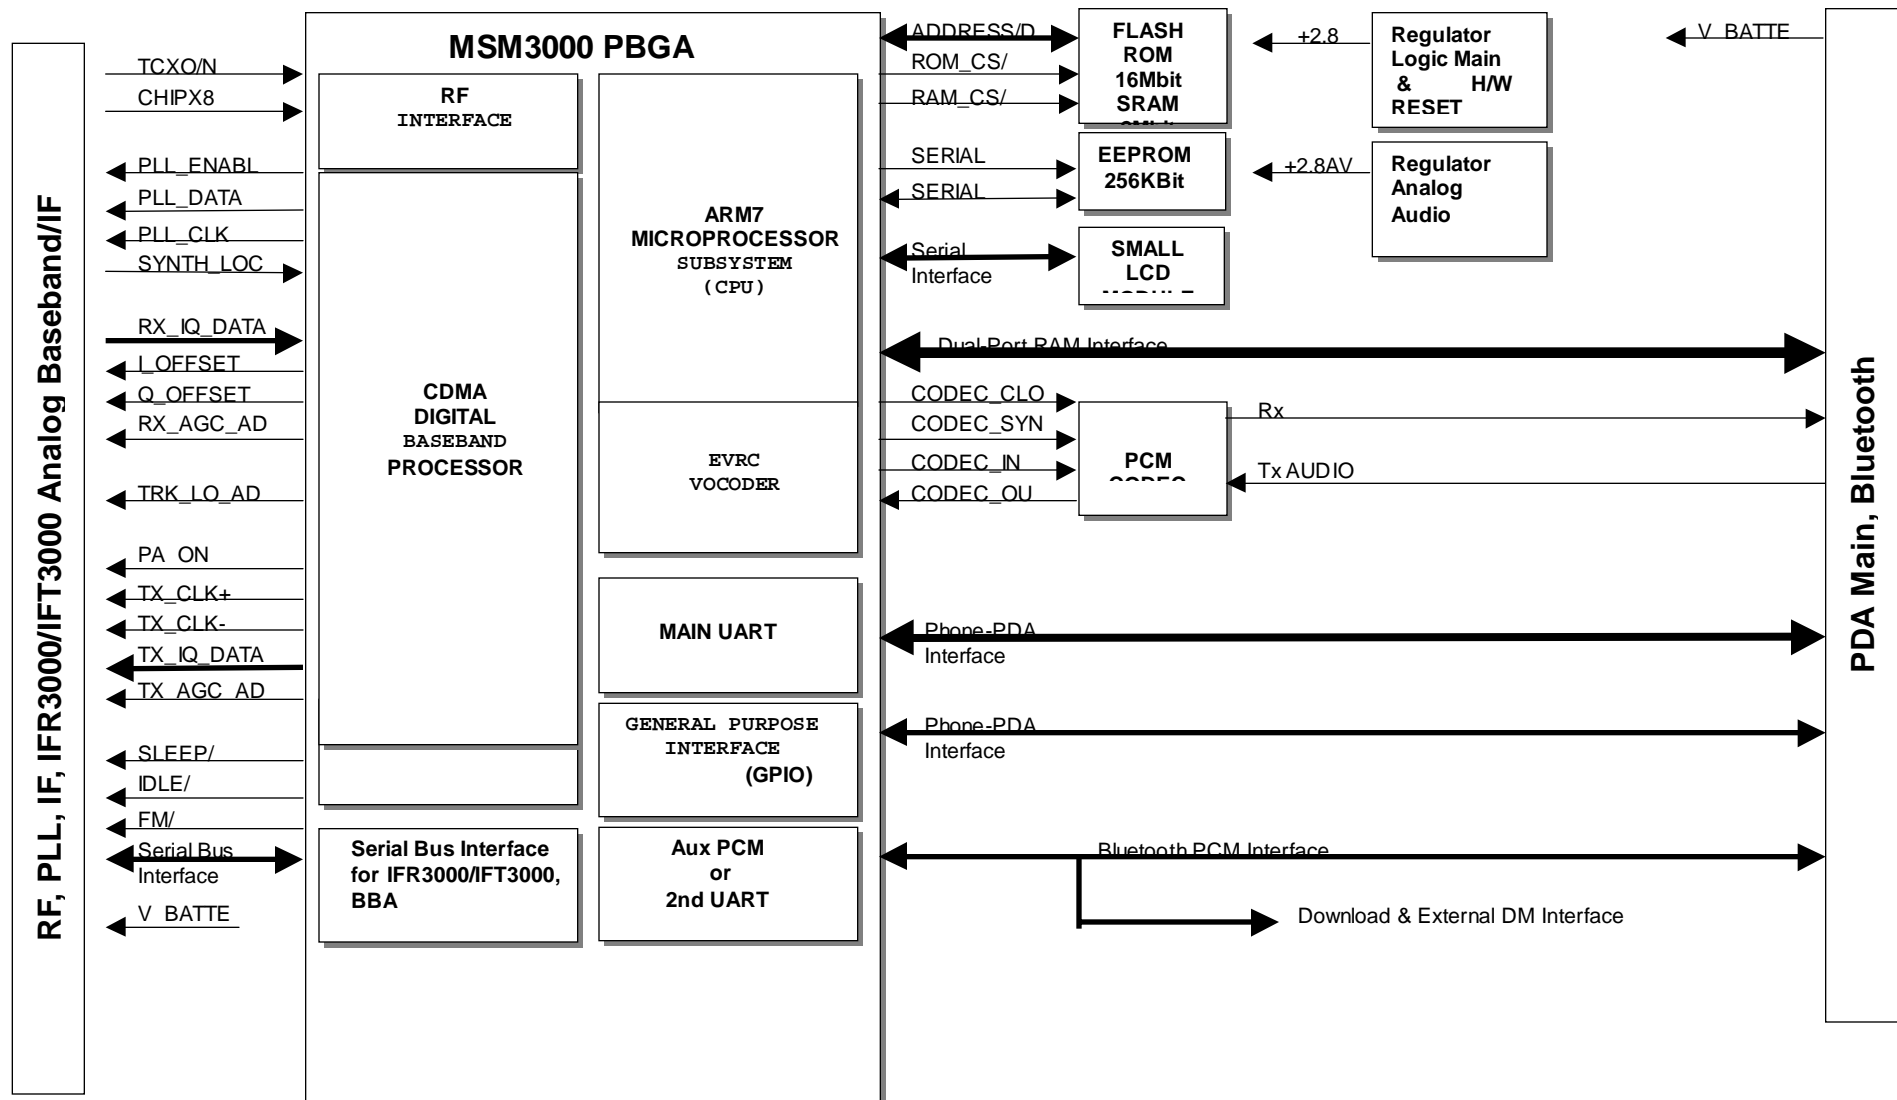 RF, PLL, IF, IFR3000/IFT3000 Analog Baseband/IF
TCXO/N
CHIPX8
PLL_ENABL
PLL_DATA
PLL_CLK
SYNTH_LOC
RX_IQ_DATA
I_OFFSET
Q_OFFSET
RX_AGC_AD
TRK_LO_AD
PA_ON
TX_CLK+
TX_CLK-
TX_IQ_DATA
TX_AGC_AD
SLEEP/
IDLE/
FM/
Serial Bus
Interface
V_BATTE
MSM3000 PBGA
RF
INTERFACE
CDMA
DIGITAL
BASEBAND
PROCESSOR
Serial Bus Interface
for IFR3000/IFT3000,
BBA
ARM7
MICROPROCESSOR
SUBSYSTEM
(CPU)
EVRC
VOCODER
MAIN UART
GENERAL PURPOSE
INTERFACE
(GPIO)
Aux PCM
or
2nd UART
ADDRESS/D
ROM_CS/
RAM_CS/
SERIAL
SERIAL
Serial
Interface
Dual-Port RAM Interface
CODEC_CLO
CODEC_SYN
CODEC_IN
CODEC_OU
Phone-PDA
Interface
Phone-PDA
Interface
Bluetooth PCM Interface
Download & External DM Interface
FLASH
ROM
16Mbit
SRAM
EEPROM
256KBit
SMALL
LCD
MODULE
PCM
CODEC
Rx
Tx AUDIO
+2.8
+2.8AV
Regulator
Logic Main
& H/W
RESET
Regulator
Analog
Audio
V_BATTE
PDA Main, Bluetooth